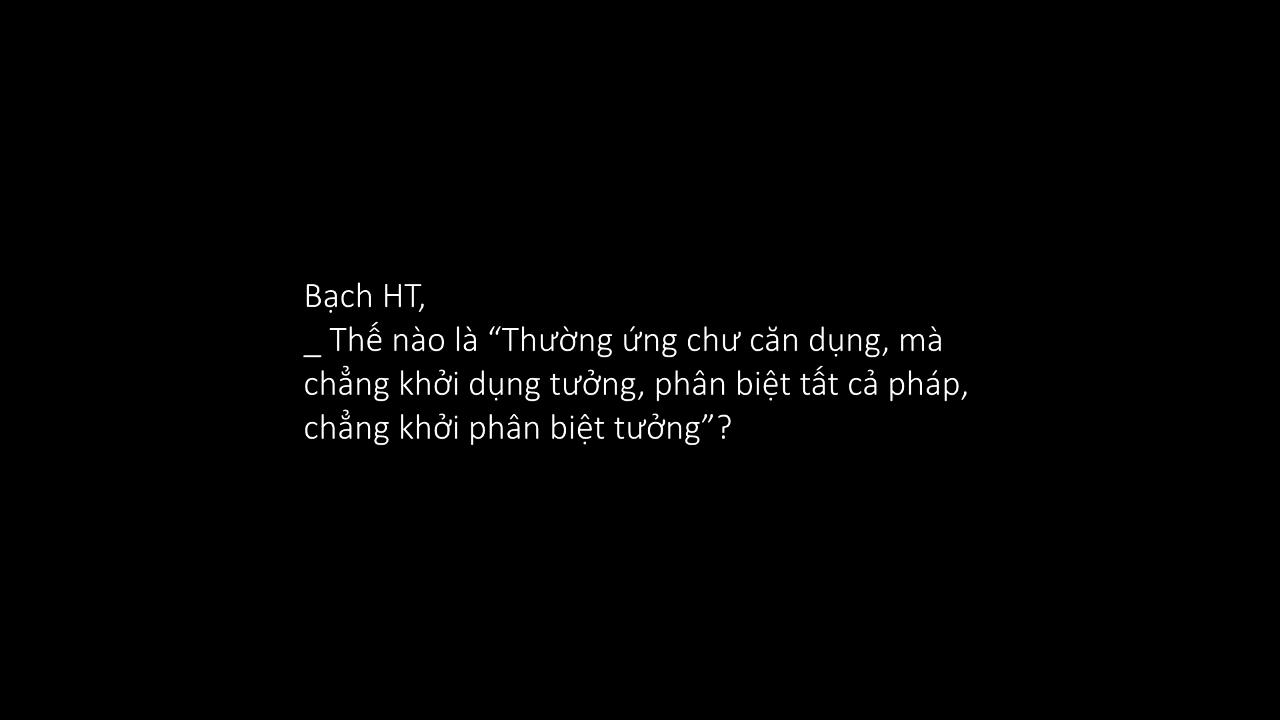 Bạch HT,
_ Thế nào là “Thường ứng chư căn dụng, mà
chẳng khởi dụng tưởng, phân biệt tất cả pháp,
chẳng khởi phân biệt tưởng”?